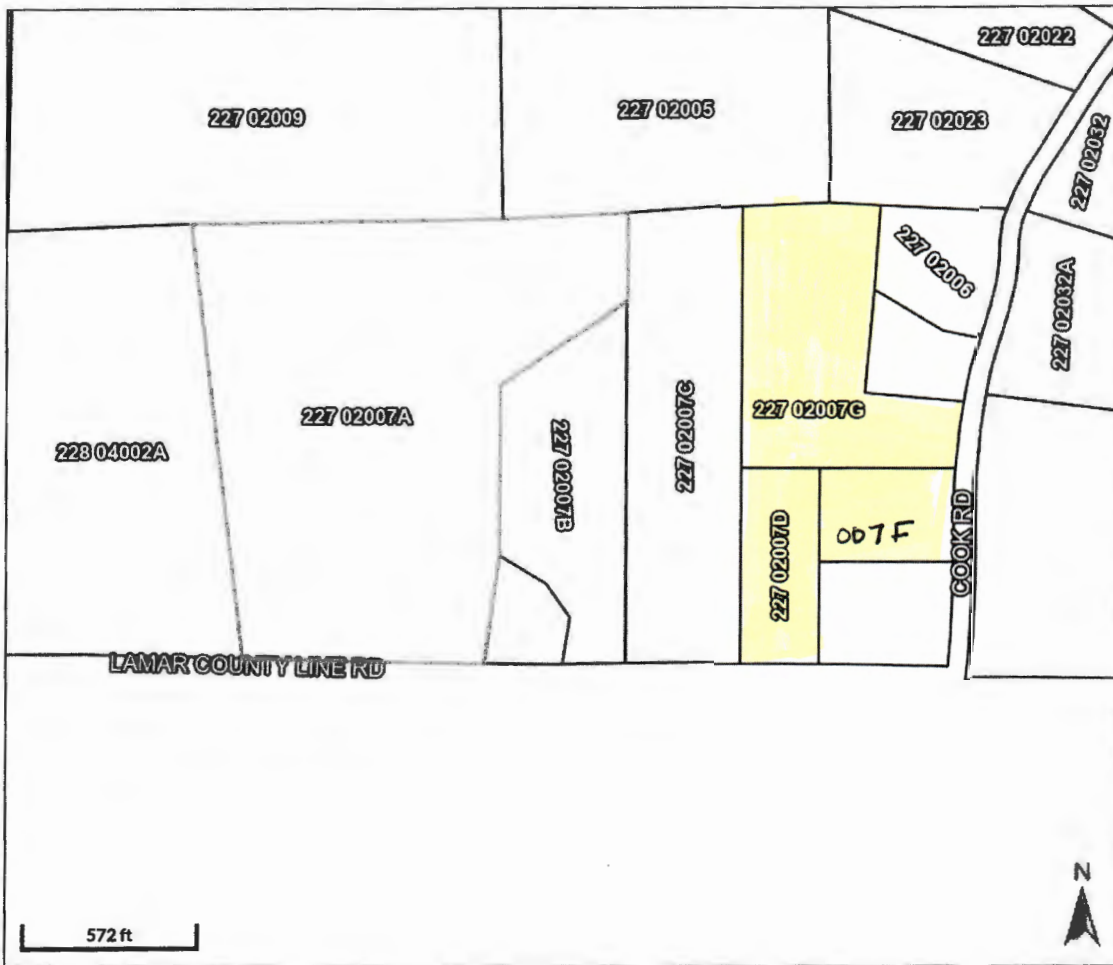 227 02022
227 02009
227 02005
227 02023
227 02032
227 02006
227 02032A
227 02007A
227 02007G
228 04002A
227 02007B
227 02007C
227 02007D
007F
COOK RD
LAMAR COUNTY LINE RD
572 ft
N